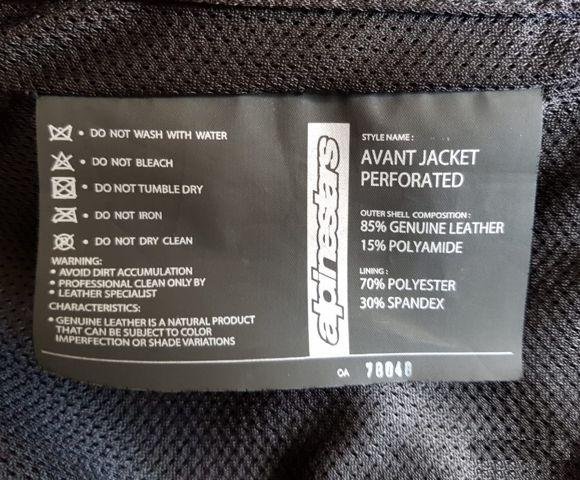 • DO NOT WASH WITH WATER
• DO NOT BLEACH
• DO NOT TUMBLE DRY
• DO NOT IRON
• DO NOT DRY CLEAN
WARNING:
• AVOID DIRT ACCUMULATION
• PROFESSIONAL CLEAN ONLY BY
• LEATHER SPECIALIST
CHARACTERISTICS:
• GENUINE LEATHER IS A NATURAL PRODUCT
THAT CAN BE SUBJECT TO COLOR
IMPERFECTION OR SHADE VARIATIONS
alpinestars
STYLE NAME :
AVANT JACKET
PERFORATED
OUTER SHELL COMPOSITION :
85% GENUINE LEATHER
15% POLYAMIDE
LINING :
70% POLYESTER
30% SPANDEX
OA 78048